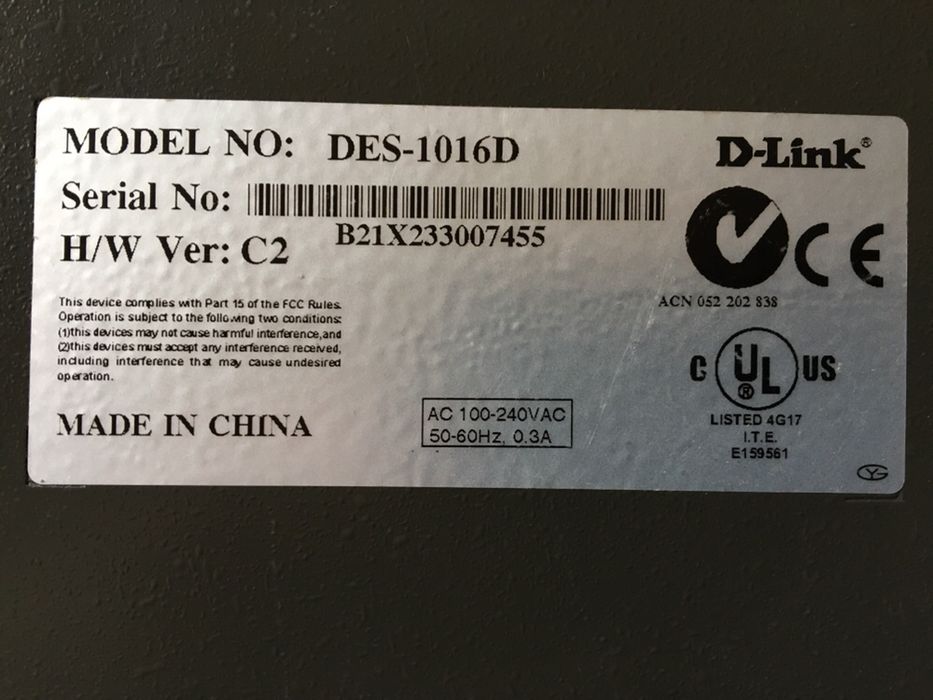 MODEL NO: DES-1016D
D-Link®
Serial No:
B21X233007455
H/W Ver: C2
CE
ACN 052 202 838
This device complies with Part 15 of the FCC Rules.
Operation is subject to the following two conditions:
(1)this devices may not cause harmful interference,and
(2)this devices must accept any interference received,
including interference that may cause undesired
operation.
C UL® US
LISTED 4G17
I.T.E.
E159561
MADE IN CHINA
AC 100-240VAC
50-60Hz, 0.3A